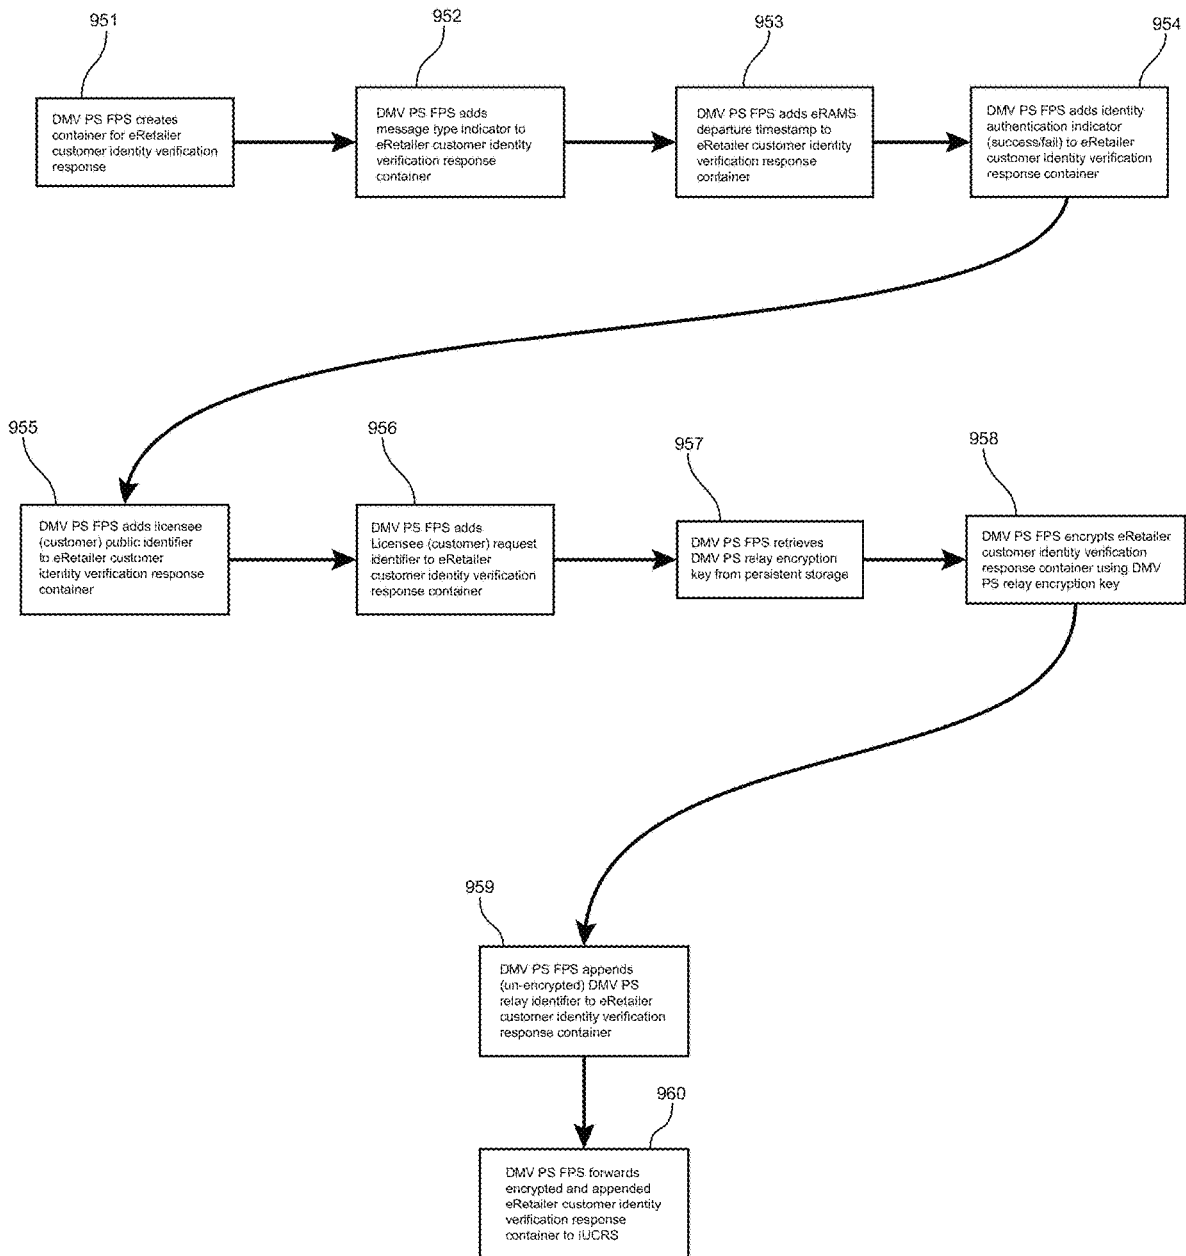 951
DMV PS FPS creates
container for eRetailer
customer identity verification
response
952
DMV PS FPS adds
message type indicator to
eRetailer customer identity
verification response
container
953
DMV PS FPS adds eRAMS
departure timestamp to
eRetailer customer identity
verification response
container
954
DMV PS FPS adds identity
authentication indicator
(success/fail) to eRetailer
customer identity verification
response container
955
DMV PS FPS adds licensee
(customer) public identifier
to eRetailer customer
identity verification response
container
956
DMV PS FPS adds
Licensee (customer) request
identifier to eRetailer
customer identity verification
response container
957
DMV PS FPS retrieves
DMV PS relay encryption
key from persistent storage
958
DMV PS FPS encrypts eRetailer
customer identity verification
response container using DMV
PS relay encryption key
959
DMV PS FPS appends
(un-encrypted) DMV PS
relay identifier to eRetailer
customer identity verification
response container
960
DMV PS FPS forwards
encrypted and appended
eRetailer customer identity
verification response
container to iUCRS